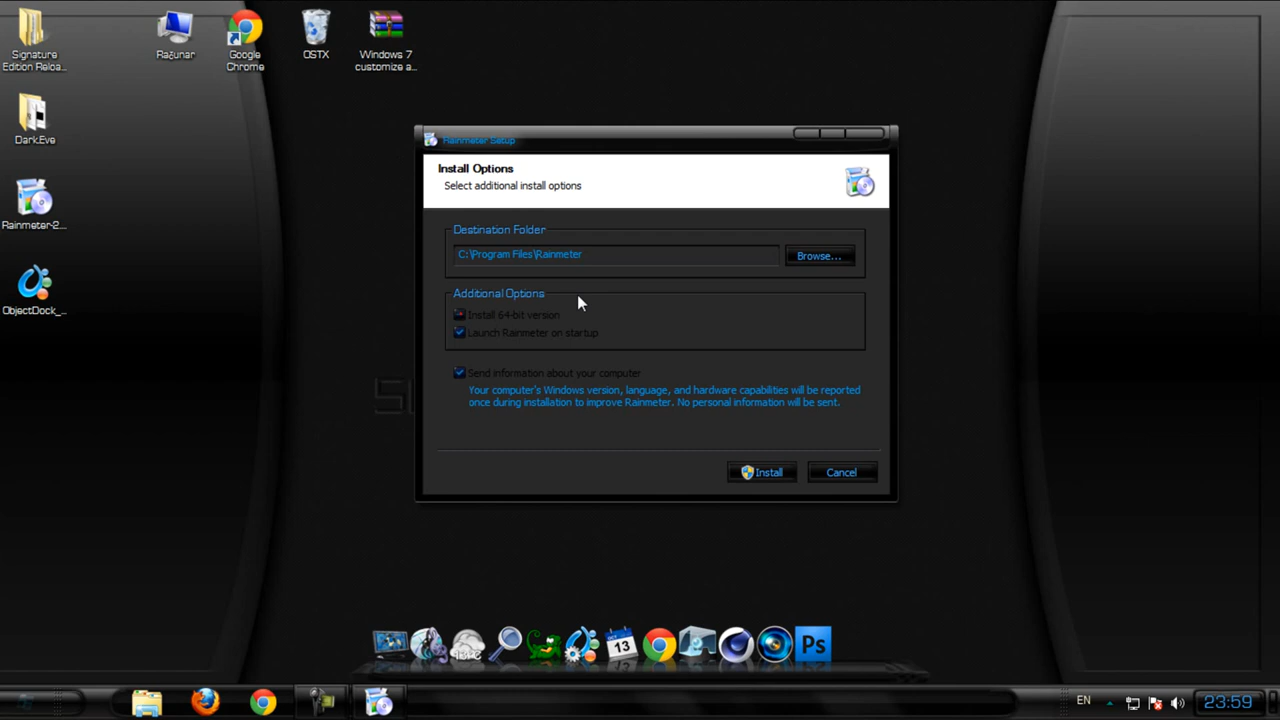 Signature
Edition Reloa...
Računar
Google
Chrome
OSTX
Windows 7
customize a...
Dark.Eve
Rainmeter-2...
ObjectDock_...
Rainmeter Setup
Install Options
Select additional install options
Destination Folder
C:\Program Files\Rainmeter
Browse...
Additional Options
Install 64-bit version
Launch Rainmeter on startup
Send information about your computer
Your computer's Windows version, language, and hardware capabilities will be reported
once during installation to improve Rainmeter. No personal information will be sent.
Install
Cancel
13
Ps
EN
23:59